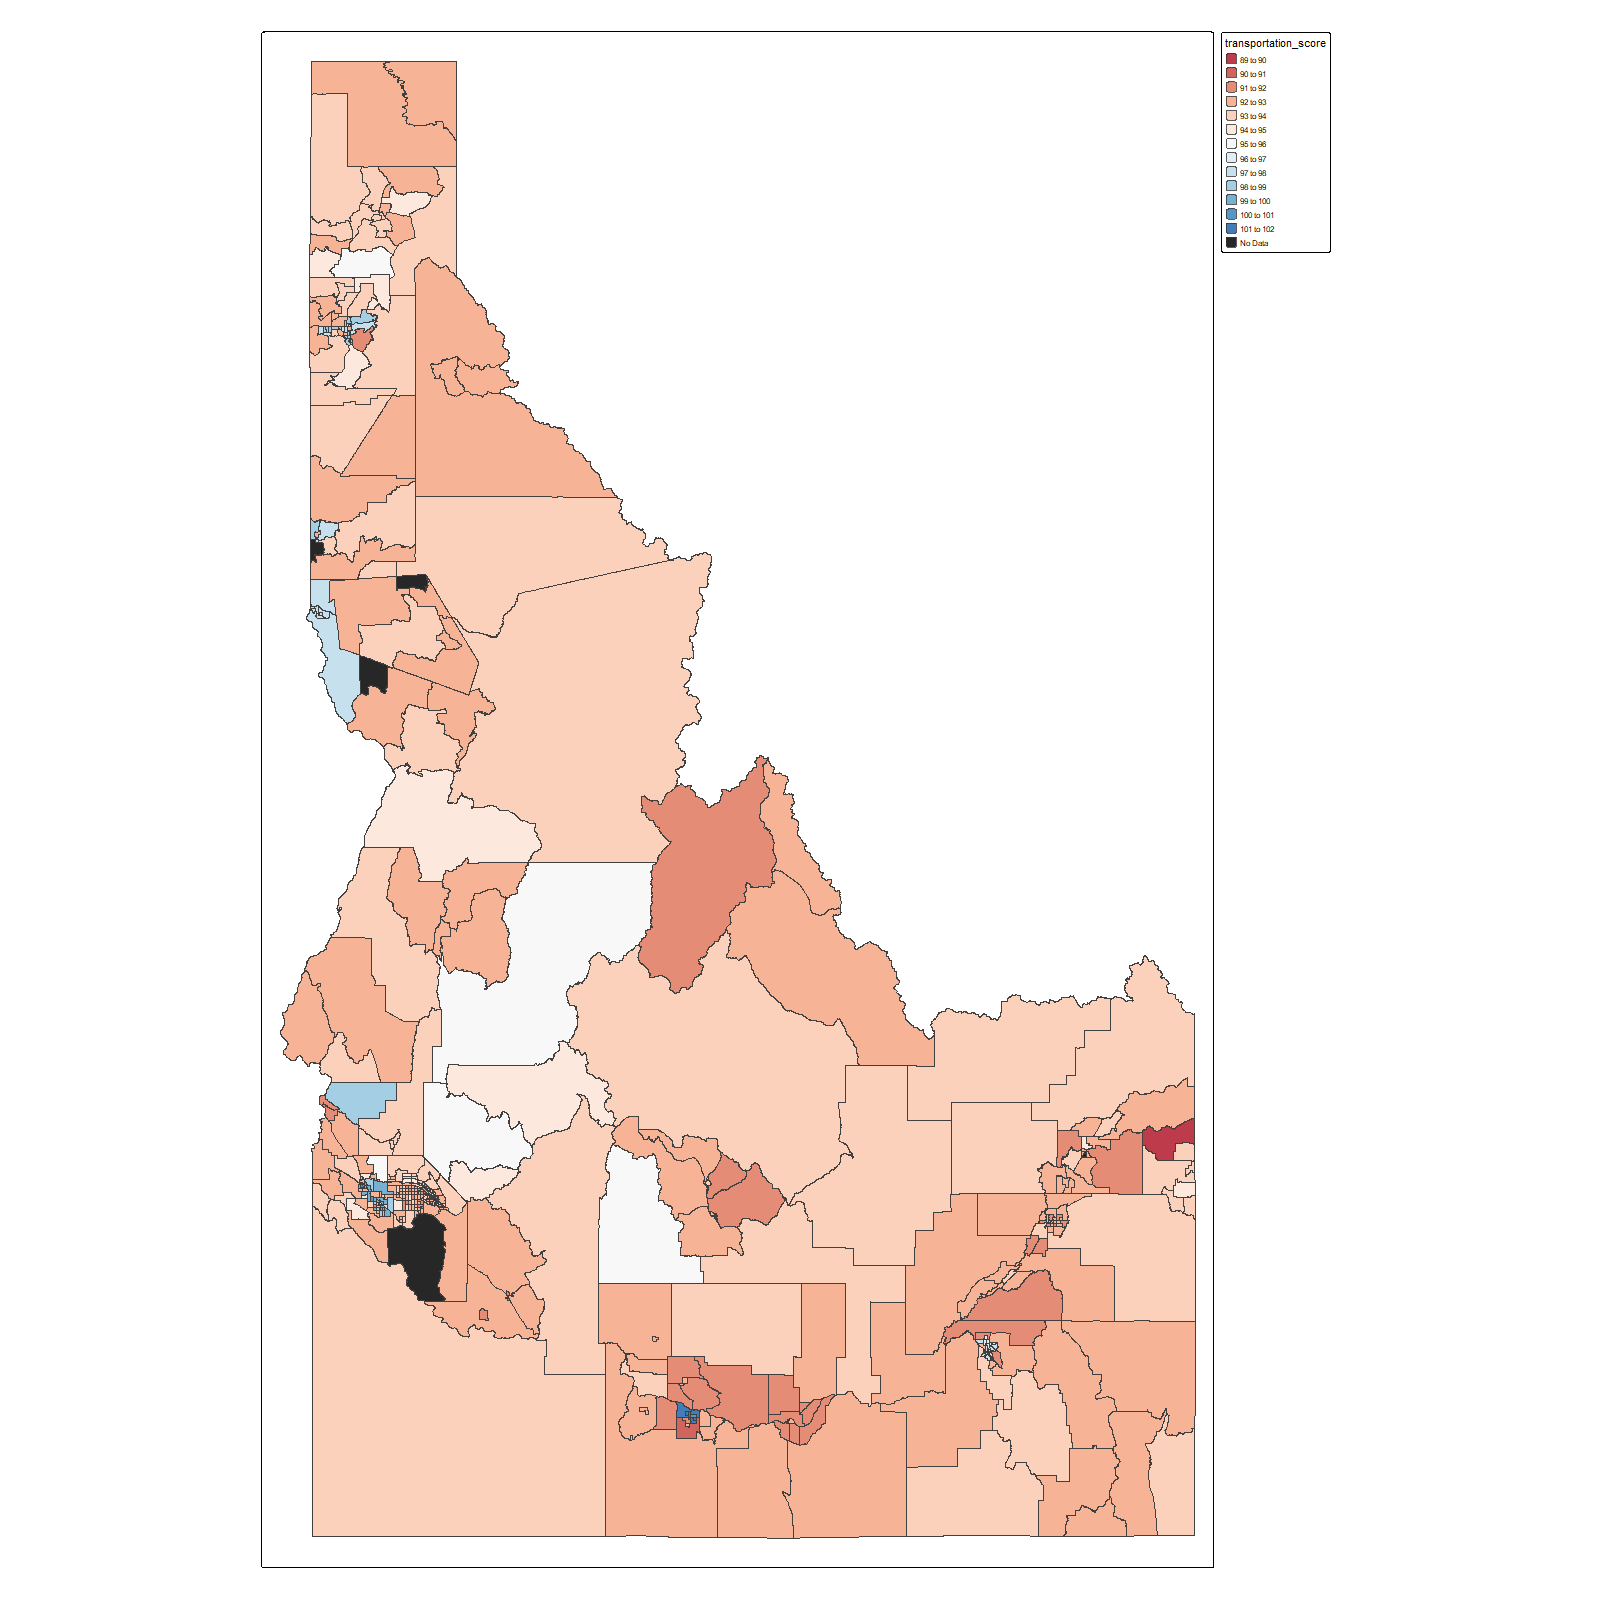 transportation_score
89 to 90
90 to 91
91 to 92
92 to 93
93 to 94
94 to 95
95 to 96
96 to 97
97 to 98
98 to 99
99 to 100
100 to 101
101 to 102
No Data